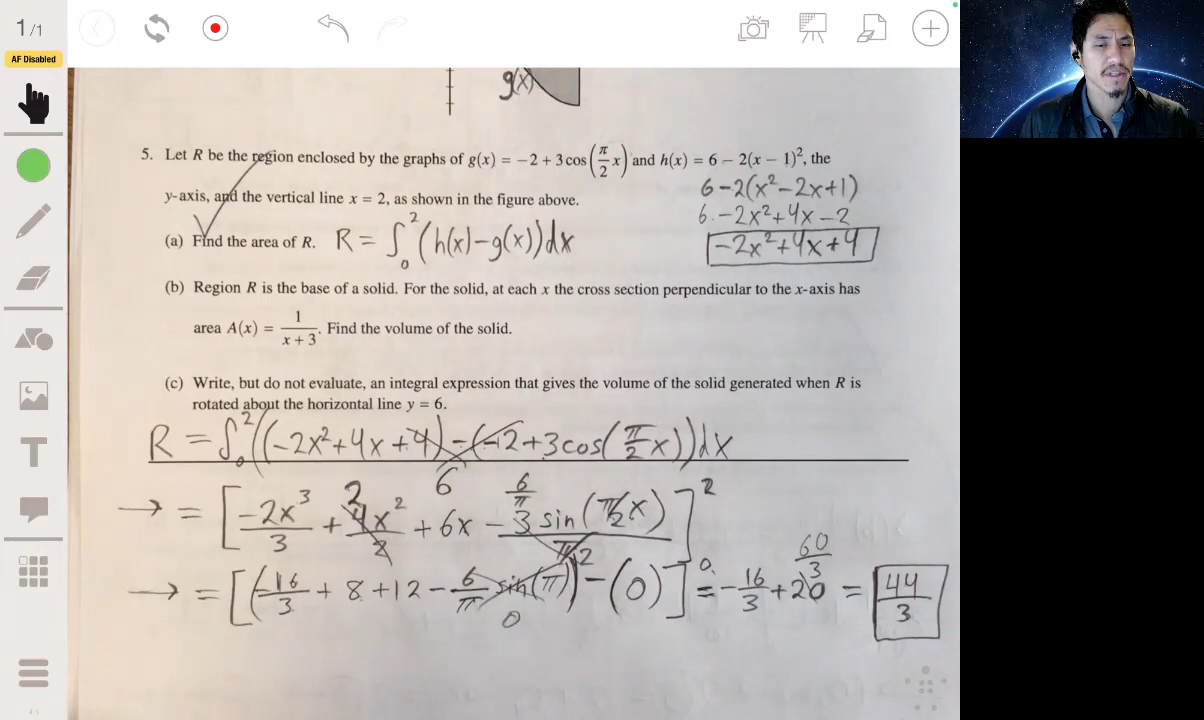 1/1
AF Disabled
g(x)
5. Let R be the region enclosed by the graphs of g(x) = −2 + 3 cos(π/2 x) and h(x) = 6 − 2(x − 1)², the
y-axis, and the vertical line x = 2, as shown in the figure above.
6−2(x²−2x+1)
6−2x²+4x−2
−2x²+4x+4
(a) Find the area of R. R = ∫₀² (h(x)−g(x))dx
(b) Region R is the base of a solid. For the solid, at each x the cross section perpendicular to the x-axis has
area A(x) = 1/(x + 3). Find the volume of the solid.
(c) Write, but do not evaluate, an integral expression that gives the volume of the solid generated when R is
rotated about the horizontal line y = 6.
R = ∫₀² ((−2x²+4x+4) − (−2+3cos(π/2 x))dx
6
→ = [−2x³/3 + 4x²/2 + 6x − 3 sin(π/2 x)/π/2]²₀
2
6/π
→ = [(−16/3 + 8 + 12 − 6/π sin(π)) − (0)] = −16/3 + 20 = 44/3
0
60/3
T